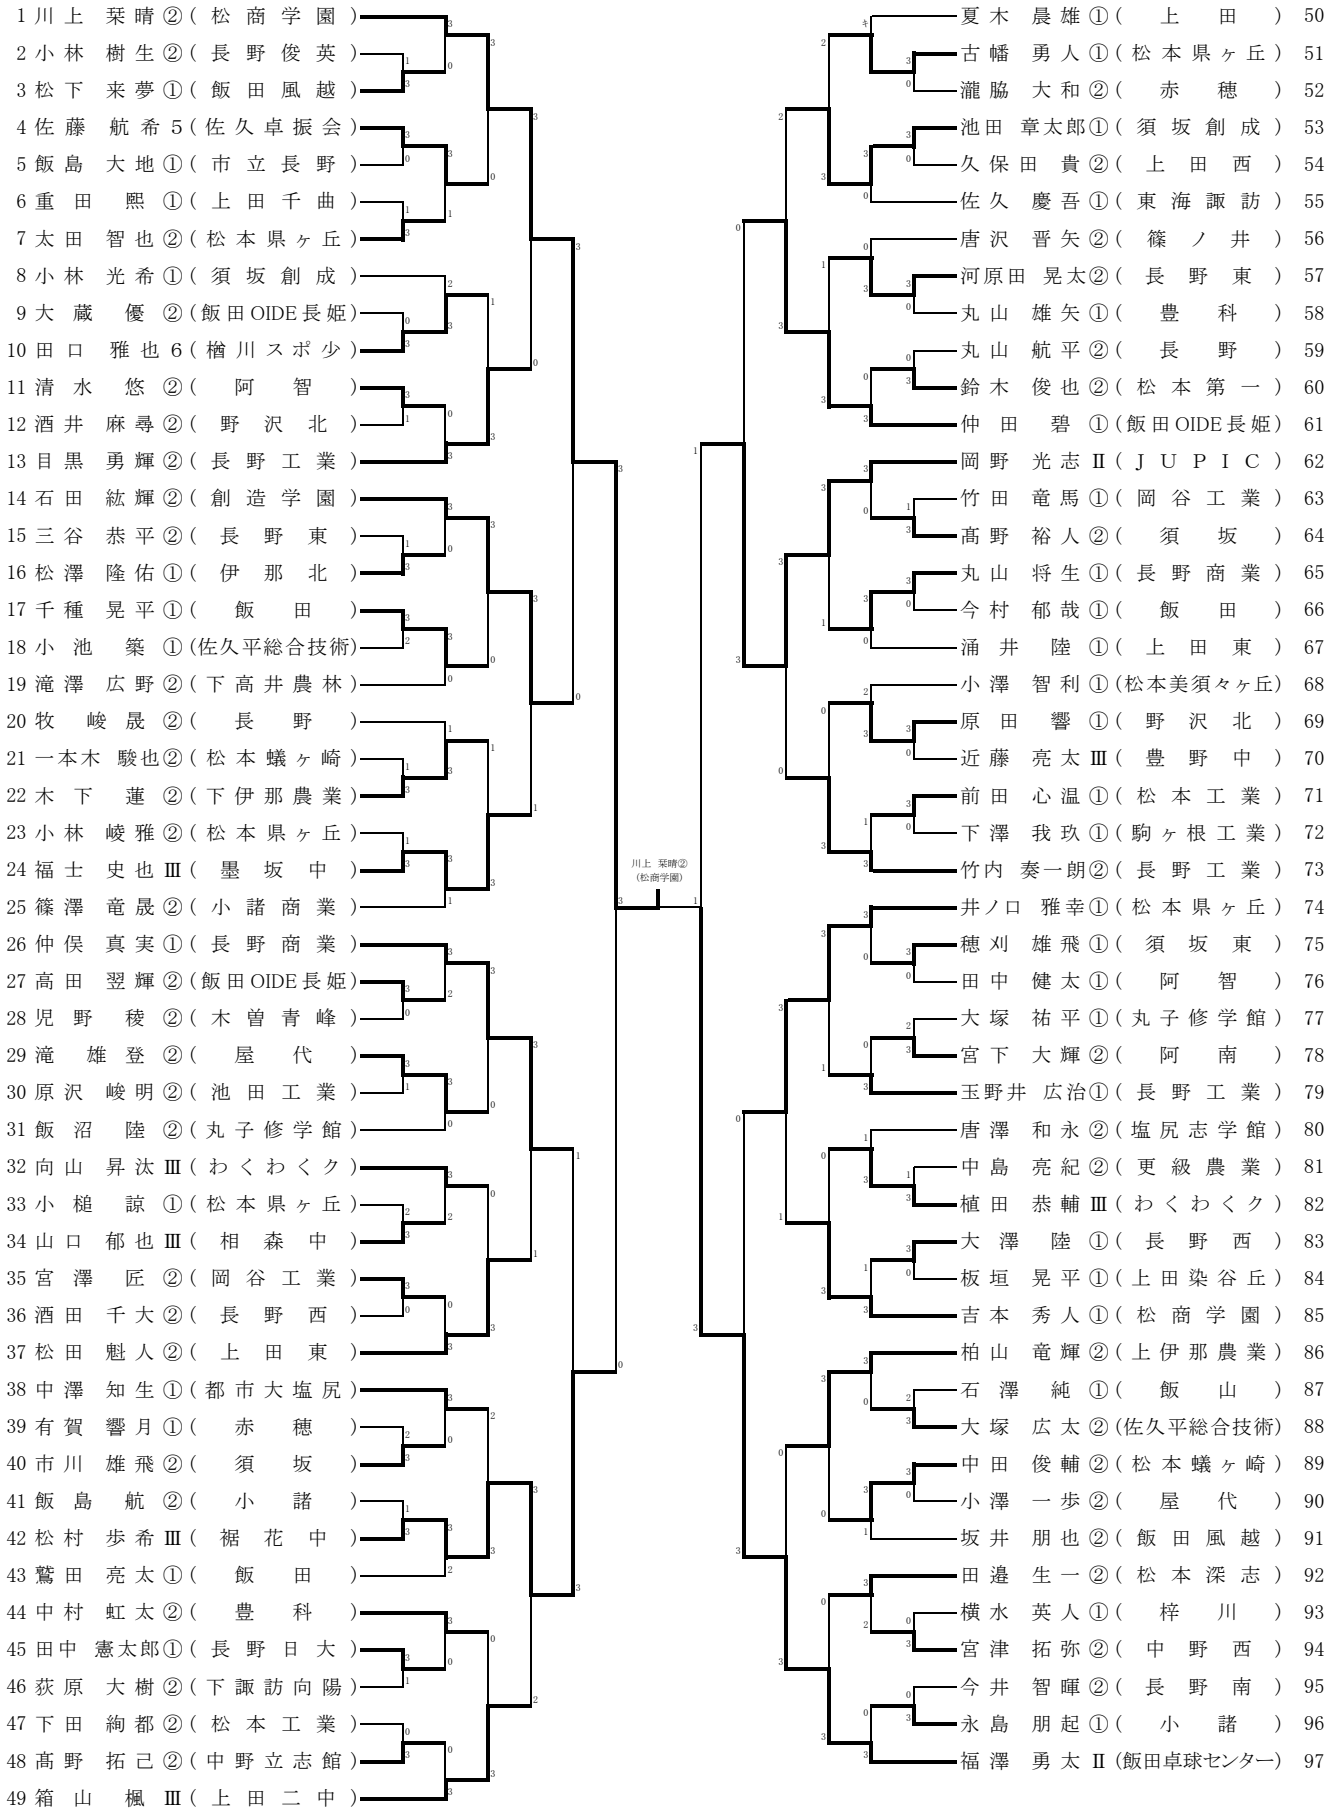 1 川上 栞晴② (松商学園)
2 小林 樹生② (長野俊英)
3 松下 来夢① (飯田風越)
4 佐藤 航希5 (佐久卓振会)
5 飯島 大地① (市立長野)
6 重田 熙① (上田千曲)
7 太田 智也② (松本県ヶ丘)
8 小林 光希① (須坂創成)
9 大蔵 優② (飯田OIDE長姫)
10 田口 雅也6 (楢川スポ少)
11 清水 悠② (阿智)
12 酒井 麻尋② (野沢北)
13 目黒 勇輝② (長野工業)
14 石田 紘輝② (創造学園)
15 三谷 恭平② (長野東)
16 松澤 隆佑① (伊那北)
17 千種 晃平① (飯田)
18 小池 築① (佐久平総合技術)
19 滝澤 広野② (下高井農林)
20 牧 峻晟② (長野)
21 一本木 駿也② (松本蟻ヶ崎)
22 木下 蓮② (下伊那農業)
23 小林 崚雅② (松本県ヶ丘)
24 福士 史也Ⅲ (墨坂中)
25 篠澤 竜晟② (小諸商業)
26 仲俣 真実① (長野商業)
27 高田 翌輝② (飯田OIDE長姫)
28 児野 稜② (木曽青峰)
29 滝 雄登② (屋代)
30 原沢 峻明② (池田工業)
31 飯沼 陸② (丸子修学館)
32 向山 昇汰Ⅲ (わくわくク)
33 小槌 諒① (松本県ヶ丘)
34 山口 郁也Ⅲ (相森中)
35 宮澤 匠② (岡谷工業)
36 酒田 千大② (長野西)
37 松田 魁人② (上田東)
38 中澤 知生① (都市大塩尻)
39 有賀 響月① (赤穂)
40 市川 雄飛② (須坂)
41 飯島 航② (小諸)
42 松村 歩希Ⅲ (裾花中)
43 鷲田 亮太① (飯田)
44 中村 虹太② (豊科)
45 田中 憲太郎① (長野日大)
46 荻原 大樹② (下諏訪向陽)
47 下田 絢都② (松本工業)
48 髙野 拓己② (中野立志館)
49 箱山 楓Ⅲ (上田二中)
川上 栞晴②
(松商学園)
夏木 晨雄① (上田) 50
古幡 勇人① (松本県ヶ丘) 51
瀧脇 大和② (赤穂) 52
池田 章太郎① (須坂創成) 53
久保田 貴② (上田西) 54
佐久 慶吾① (東海諏訪) 55
唐沢 晋矢② (篠ノ井) 56
河原田 晃太② (長野東) 57
丸山 雄矢① (豊科) 58
丸山 航平② (長野) 59
鈴木 俊也② (松本第一) 60
仲田 碧① (飯田OIDE長姫) 61
岡野 光志Ⅱ (JUPIC) 62
竹田 竜馬① (岡谷工業) 63
髙野 裕人② (須坂) 64
丸山 将生① (長野商業) 65
今村 郁哉① (飯田) 66
涌井 陸① (上田東) 67
小澤 智利① (松本美須々ヶ丘) 68
原田 響① (野沢北) 69
近藤 亮太Ⅲ (豊野中) 70
前田 心温① (松本工業) 71
下澤 我玖① (駒ヶ根工業) 72
竹内 奏一朗② (長野工業) 73
井ノ口 雅幸① (松本県ヶ丘) 74
穂刈 雄飛① (須坂東) 75
田中 健太① (阿智) 76
大塚 祐平① (丸子修学館) 77
宮下 大輝② (阿南) 78
玉野井 広治① (長野工業) 79
唐澤 和永② (塩尻志学館) 80
中島 亮紀② (更級農業) 81
植田 恭輔Ⅲ (わくわくク) 82
大澤 陸① (長野西) 83
板垣 晃平① (上田染谷丘) 84
吉本 秀人① (松商学園) 85
柏山 竜輝② (上伊那農業) 86
石澤 純① (飯山) 87
大塚 広太② (佐久平総合技術) 88
中田 俊輔② (松本蟻ヶ崎) 89
小澤 一歩② (屋代) 90
坂井 朋也② (飯田風越) 91
田邉 生一② (松本深志) 92
横水 英人① (梓川) 93
宮津 拓弥② (中野西) 94
今井 智暉② (長野南) 95
永島 朋起① (小諸) 96
福澤 勇太Ⅱ (飯田卓球センター) 97